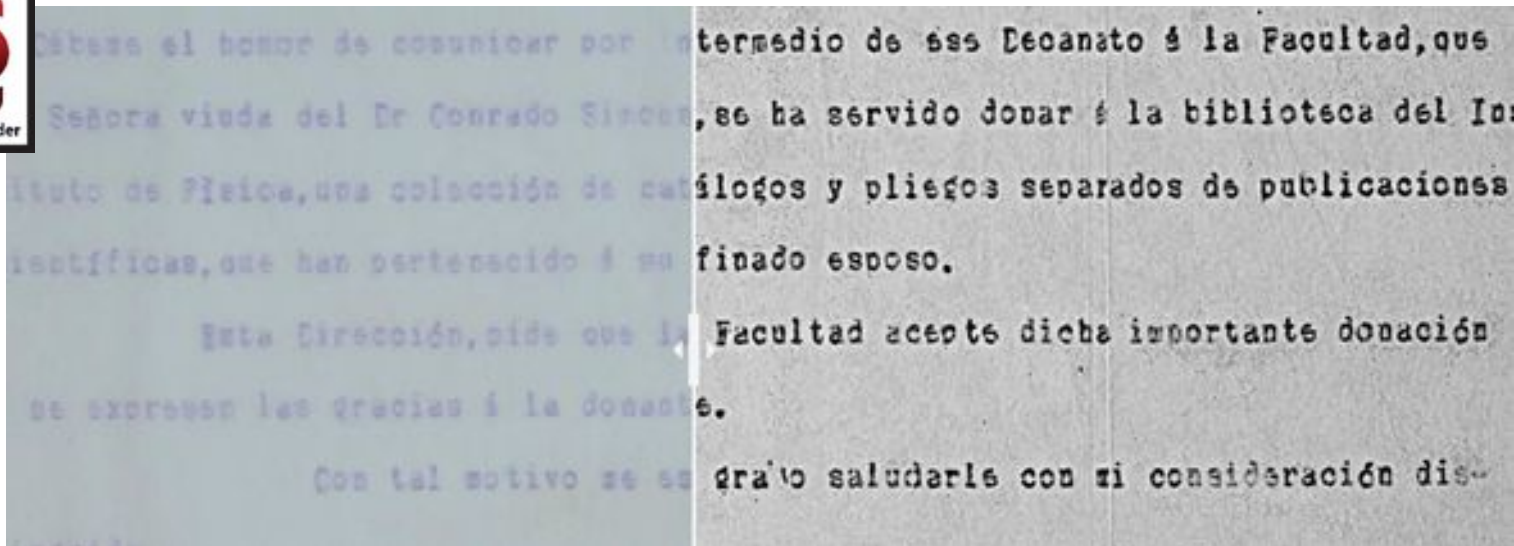 der
Cábeme el honor de comunicar por intermedio de ese Decanato á la Facultad,que
Señora viuda del Dr Conrado Simons,se ha servido donar á la biblioteca del Ins
ituto de Física,una colección de catálogos y pliegos separados de publicaciones
ientíficas,que han pertenecido á su finado esposo.
Esta Dirección,pide que la Facultad acepte dicha importante donación
se expresen las gracias á la donante.
Con tal motivo me es grato saludarle con mi consideración dis-